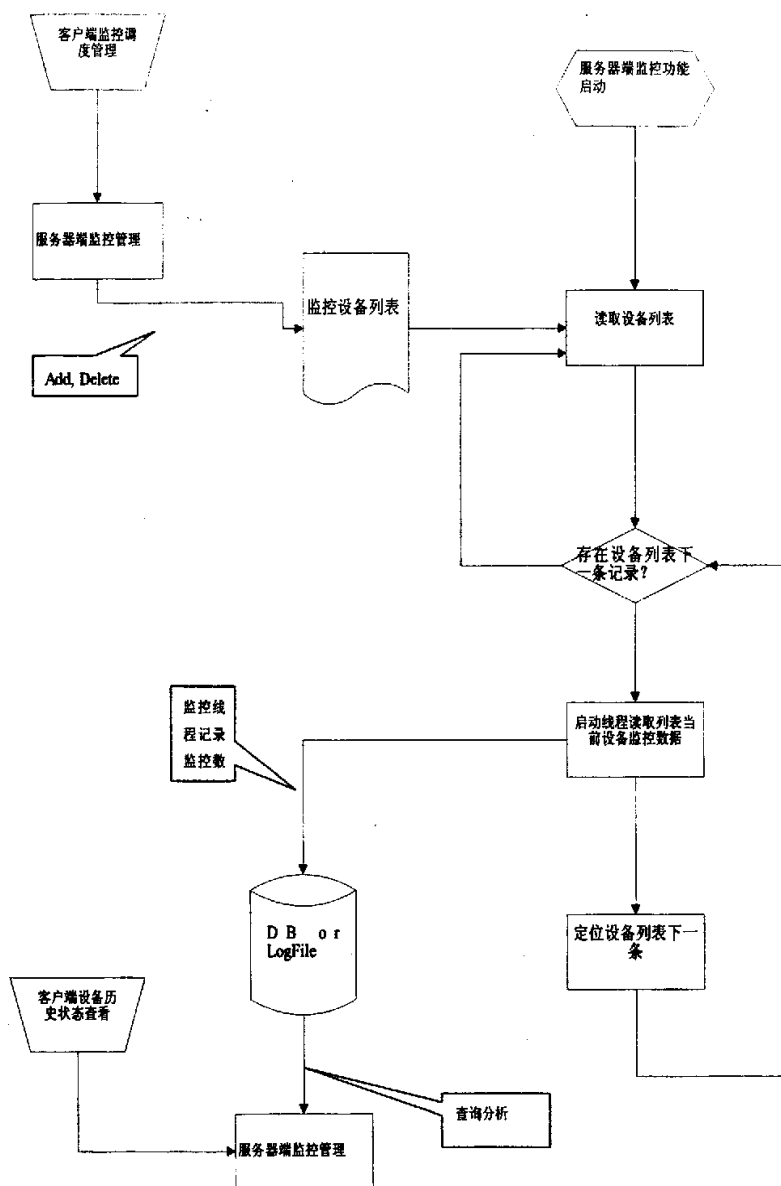 客户端监控调
度管理
服务器端监控功能
启动
服务器端监控管理
监控设备列表
读取设备列表
Add, Delete
存在设备列表下
一条记录?
监控线
程记录
监控数
启动线程读取列表当
前设备监控数据
DB or
LogFile
定位设备列表下一
条
客户端设备历
史状态查看
查询分析
服务器端监控管理